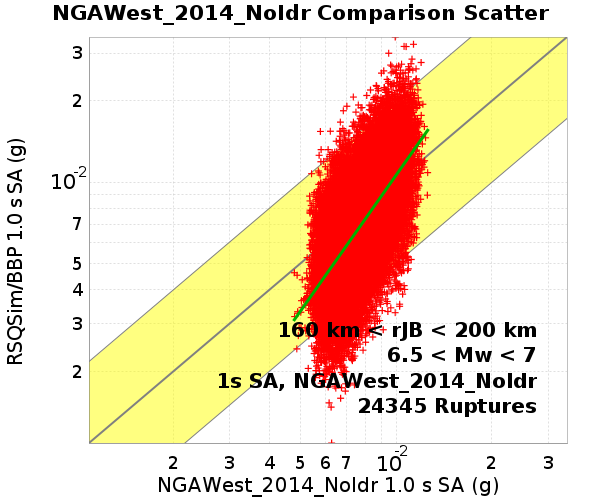 NGAWest_2014_NoIdr Comparison Scatter
RSQSim/BBP 1.0 s SA (g)
3
2
10-2
7
5
4
3
2
160 km < rJB < 200 km
6.5 < Mw < 7
1s SA, NGAWest_2014_NoIdr
24345 Ruptures
2 3 4 5 6 7 10-2 2 3
NGAWest_2014_NoIdr 1.0 s SA (g)